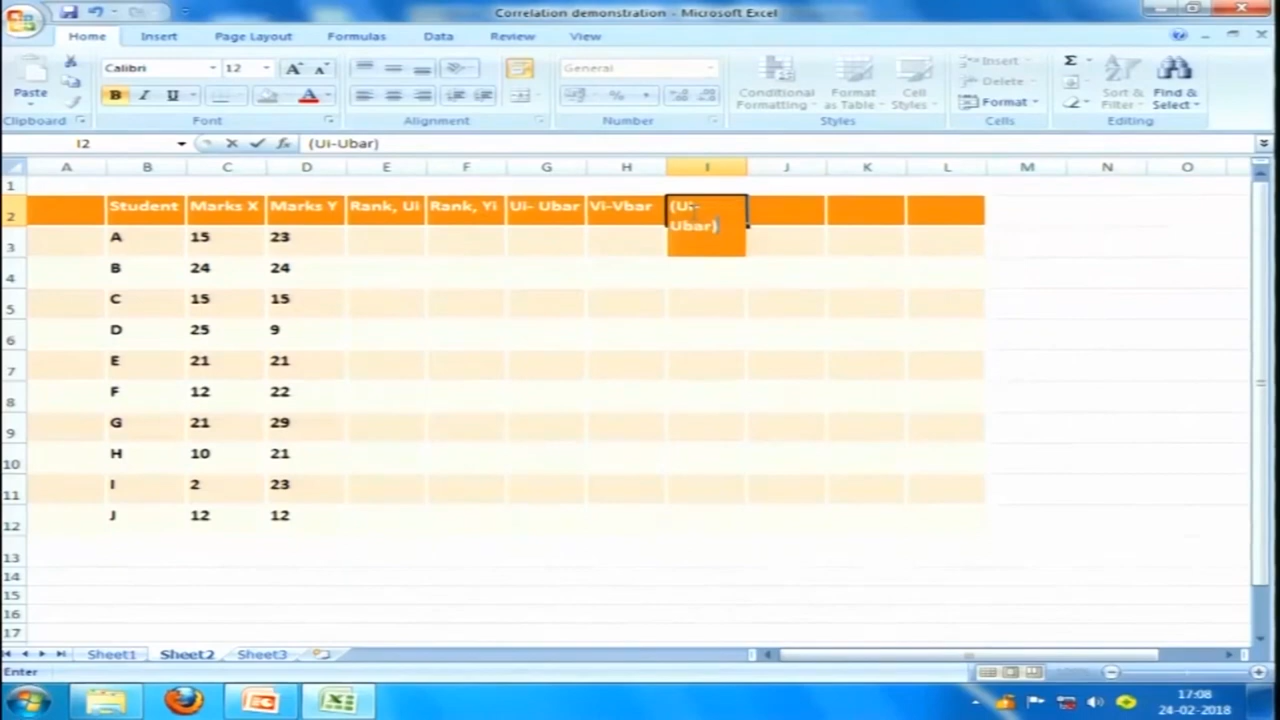 Correlation demonstration - Microsoft Excel
Home Insert Page Layout Formulas Data Review View
Calibri 12 General Insert
Delete
Paste B I U Conditional Format Cell Format Sort & Find &
Formatting as Table Styles Filter Select
Clipboard Font Alignment Number Styles Cells Editing
I2 fx (Ui-Ubar)
A B C D E F G H I J K L M N O
1
2 Student Marks X Marks Y Rank, Ui Rank, Yi Ui- Ubar Vi-Vbar (Ui-
Ubar)
3 A 15 23
4 B 24 24
5 C 15 15
6 D 25 9
7 E 21 21
8 F 12 22
9 G 21 29
10 H 10 21
11 I 2 23
12 J 12 12
13
14
15
16
17
Sheet1 Sheet2 Sheet3
Enter
17:08
24-02-2018